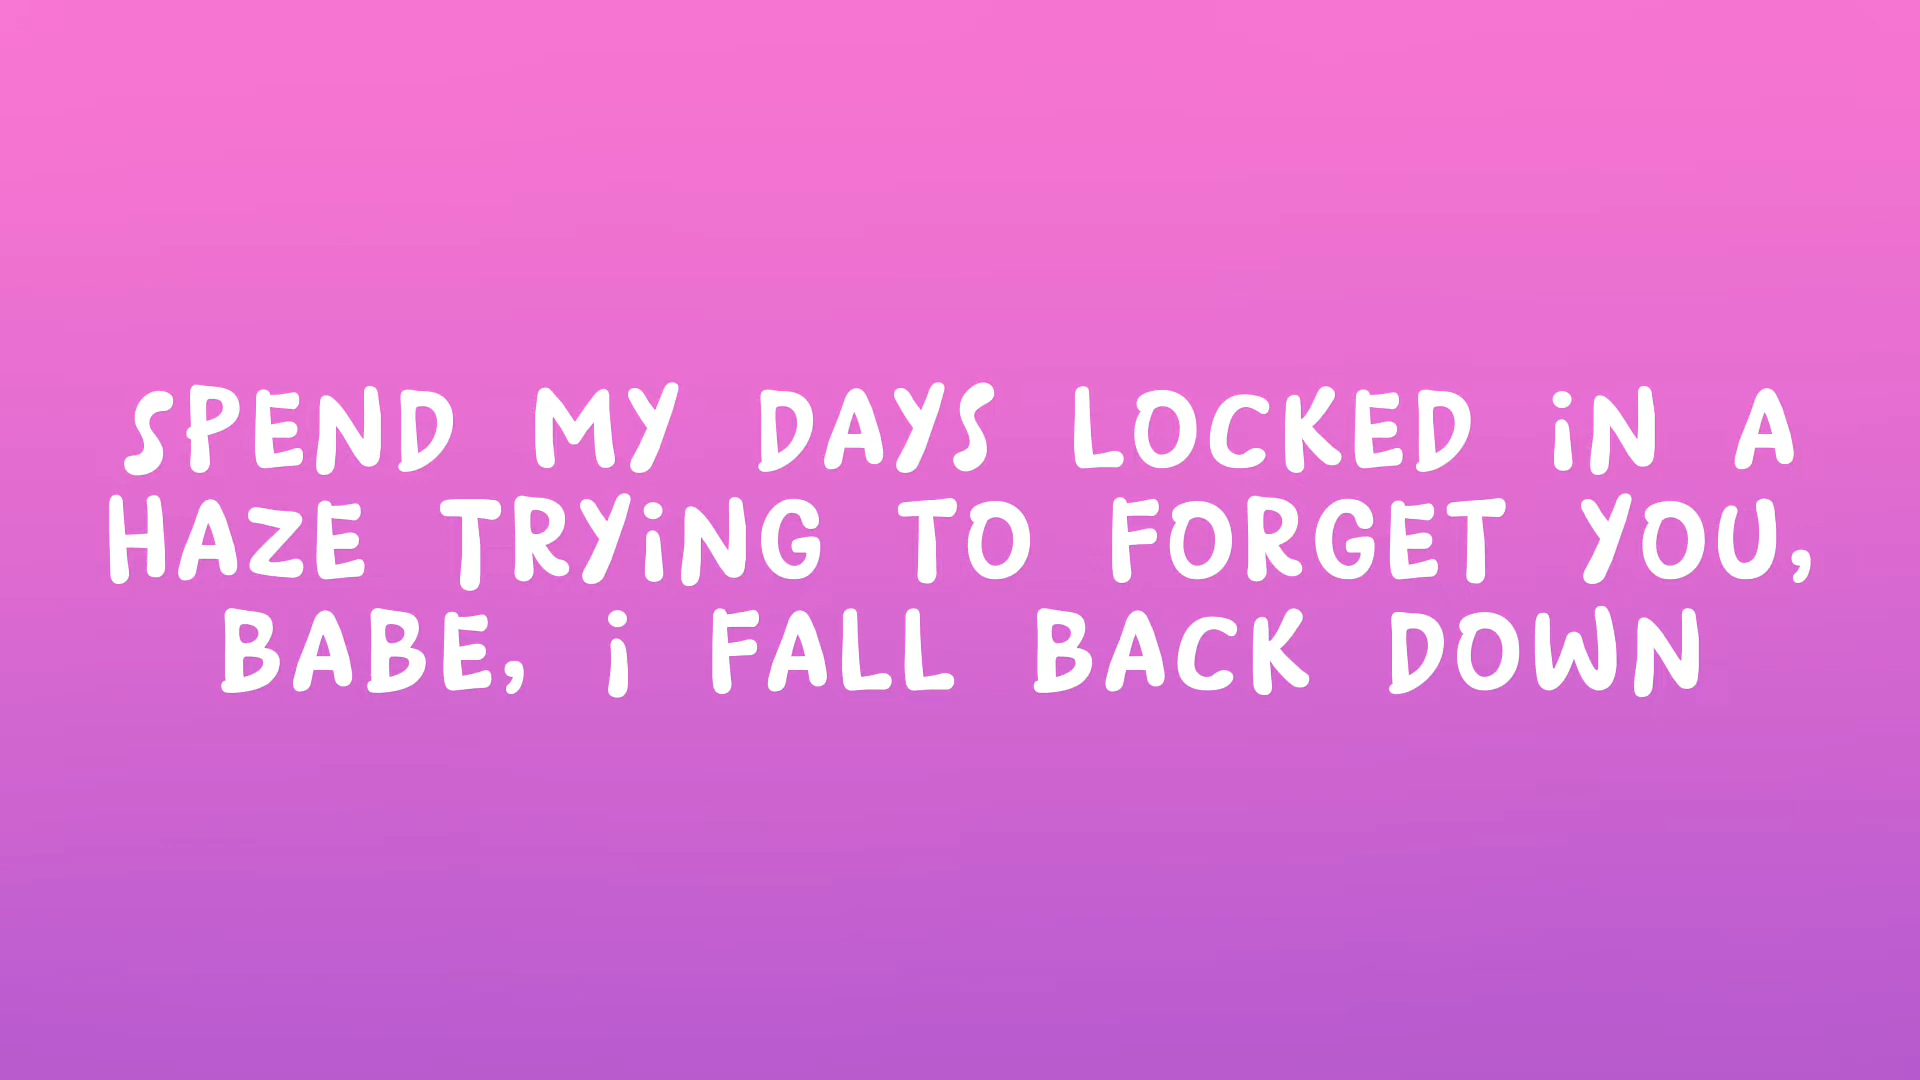 SPEND MY DAYS LOCKED iN A
HAZE TRYiNG TO FORGET YOU,
BABE, i FALL BACK DOWN